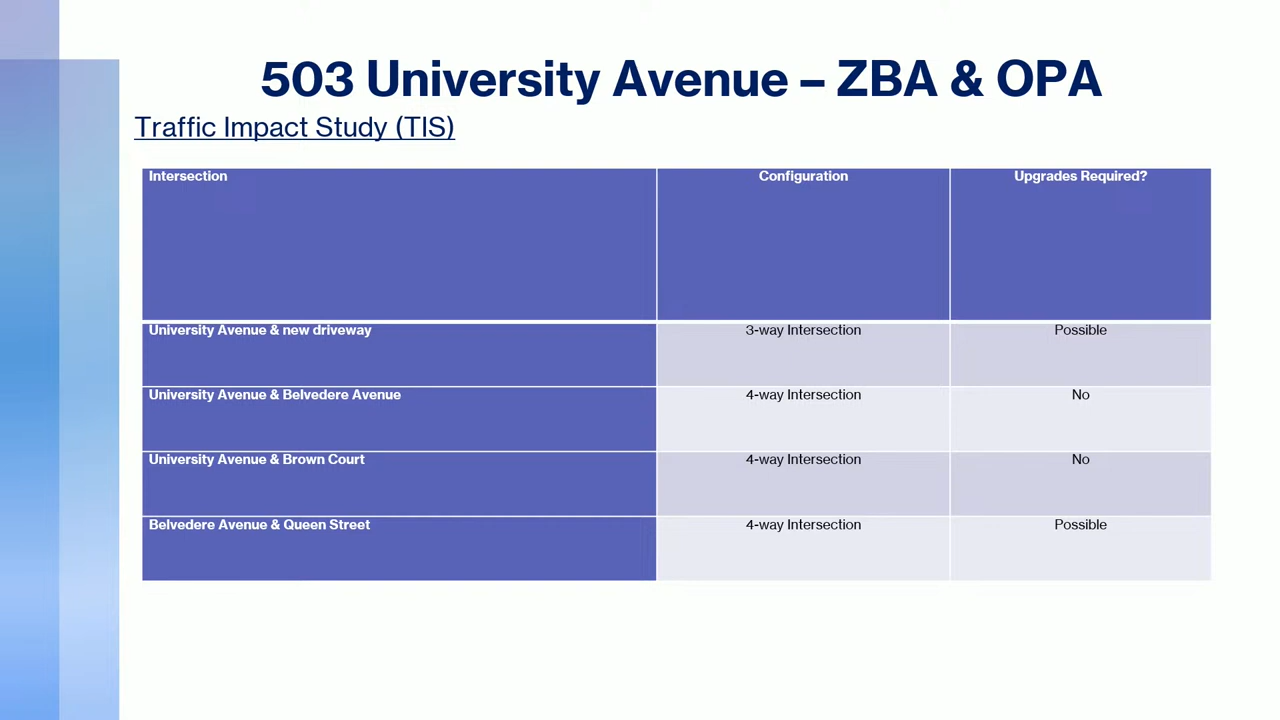 503 University Avenue – ZBA & OPA
Traffic Impact Study (TIS)
Intersection Configuration Upgrades Required?
University Avenue & new driveway 3-way Intersection Possible
University Avenue & Belvedere Avenue 4-way Intersection No
University Avenue & Brown Court 4-way Intersection No
Belvedere Avenue & Queen Street 4-way Intersection Possible